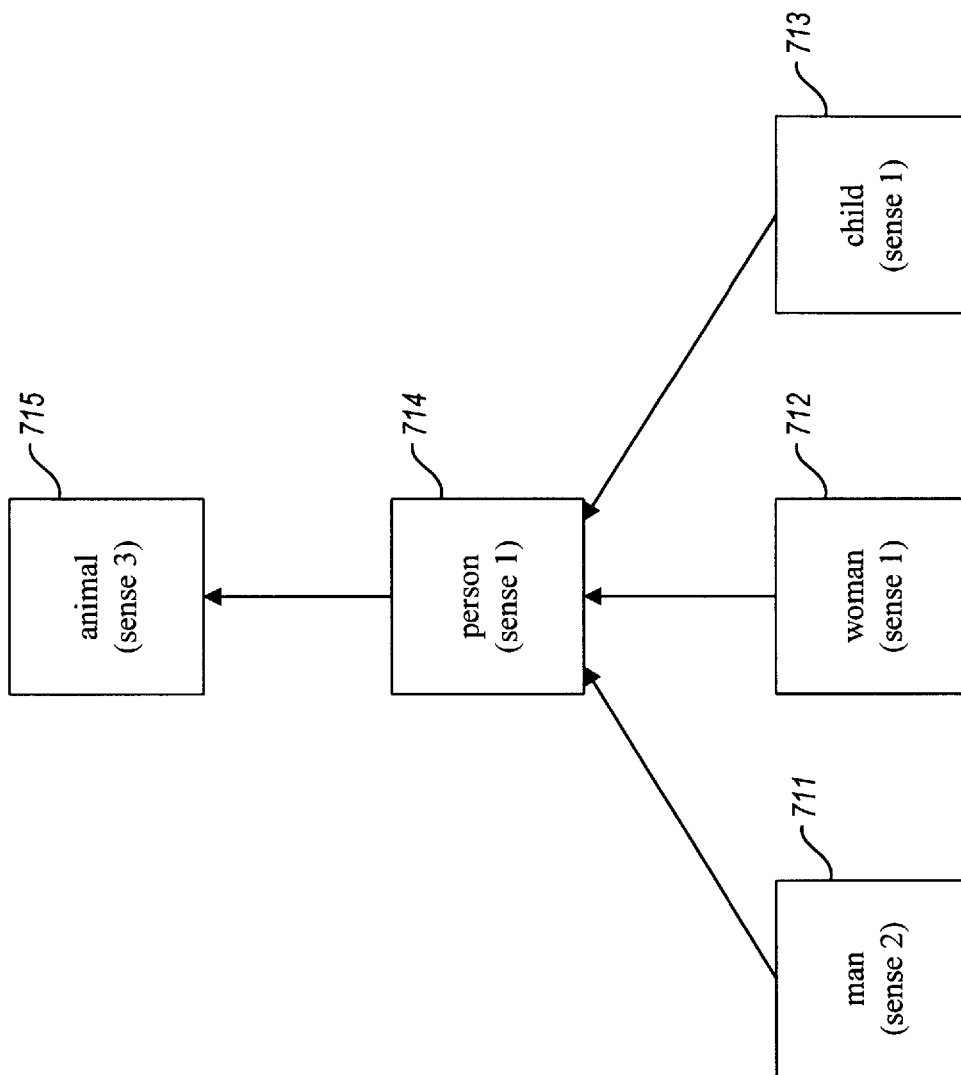 715
animal
(sense 3)
714
person
(sense 1)
711
man
(sense 2)
712
woman
(sense 1)
713
child
(sense 1)